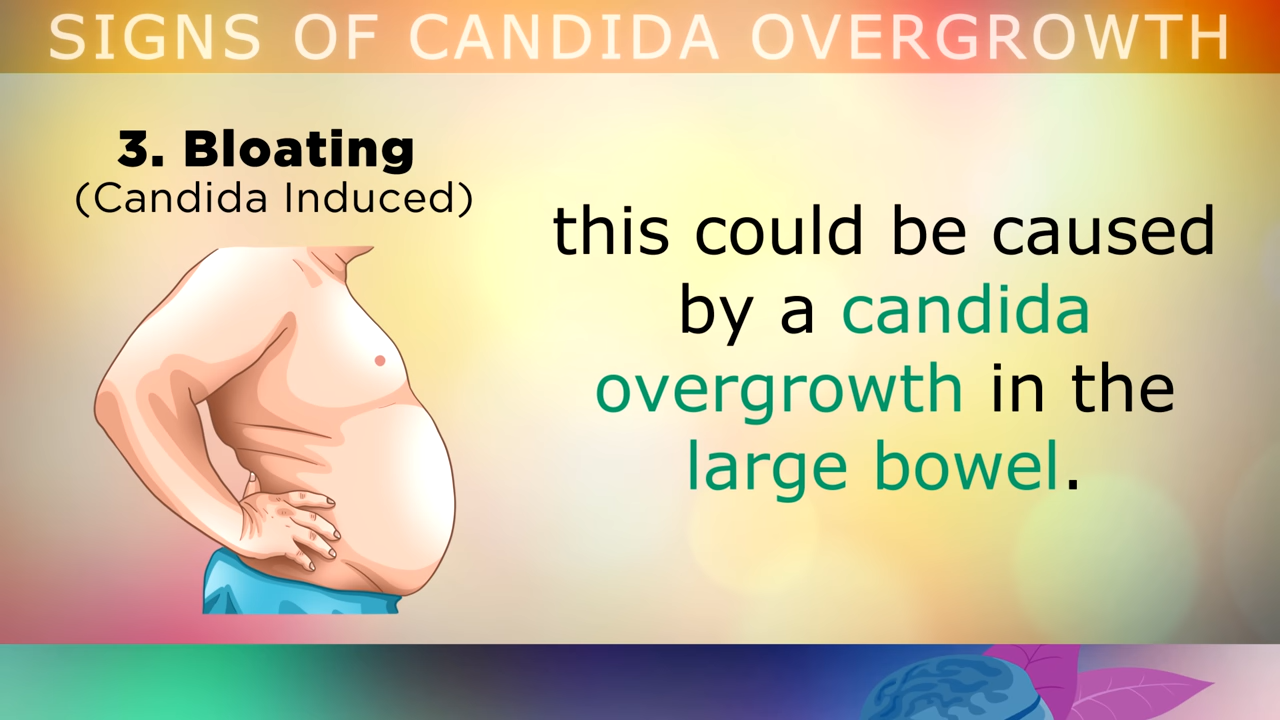 SIGNS OF CANDIDA OVERGROWTH
3. Bloating
(Candida Induced)
this could be caused
by a candida
overgrowth in the
large bowel.